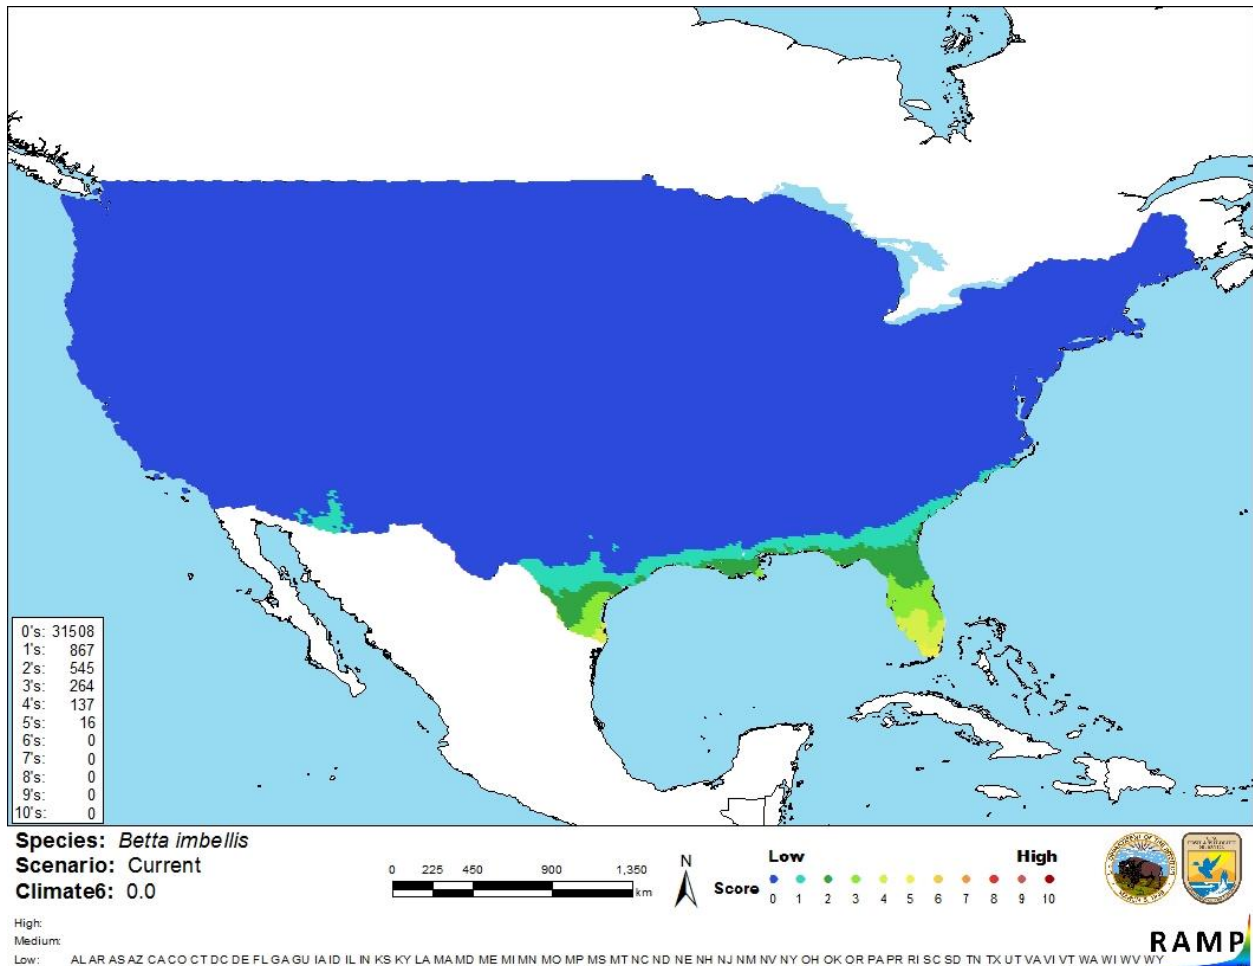 0's: 31508
1's: 867
2's: 545
3's: 264
4's: 137
5's: 16
6's: 0
7's: 0
8's: 0
9's: 0
10's: 0
Species: Betta imbellis
Scenario: Current
Climate6: 0.0
0 225 450 900 1,350
km
N
Low High
Score 0 1 2 3 4 5 6 7 8 9 10
RAMP
High:
Medium:
Low: AL AR AS AZ CA CO CT DC DE FL GA GU IA ID IL IN KS KY LA MA MD ME MI MN MO MP MS MT NC ND NE NH NJ NM NV NY OH OK OR PA PR RI SC SD TN TX UT VA VI VT WA WI WV WY